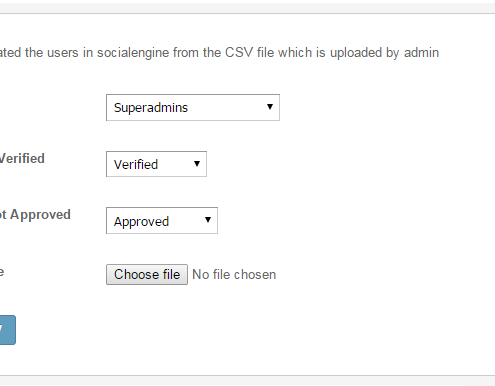 ated the users in socialengine from the CSV file which is uploaded by admin
Superadmins
Verified Verified
ot Approved Approved
e Choose file No file chosen